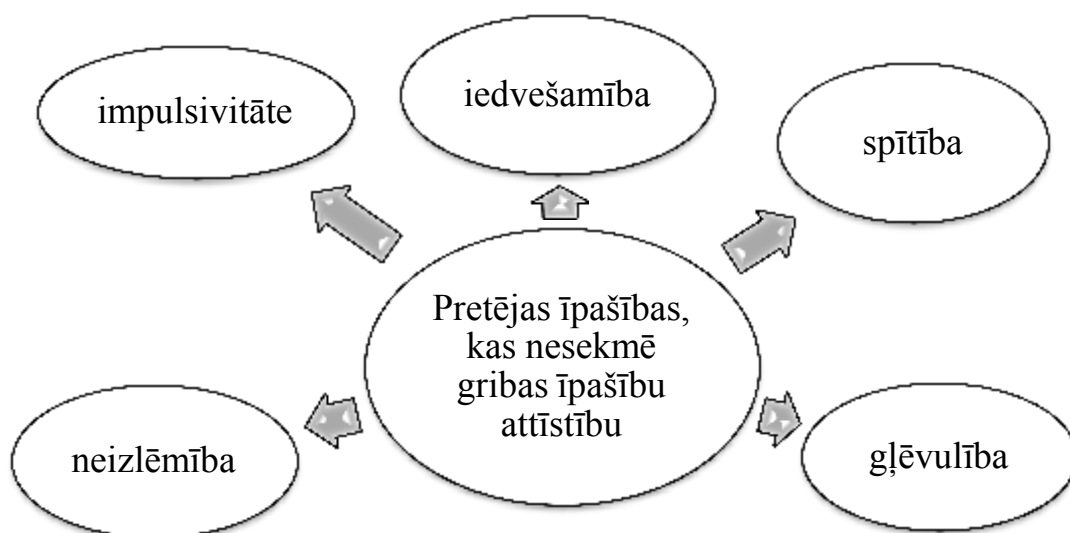 impulsivitāte
iedvešamība
spītība
Pretējas īpašības,
kas nesekmē
gribas īpašību
attīstību
neizlēmība
gļēvulība